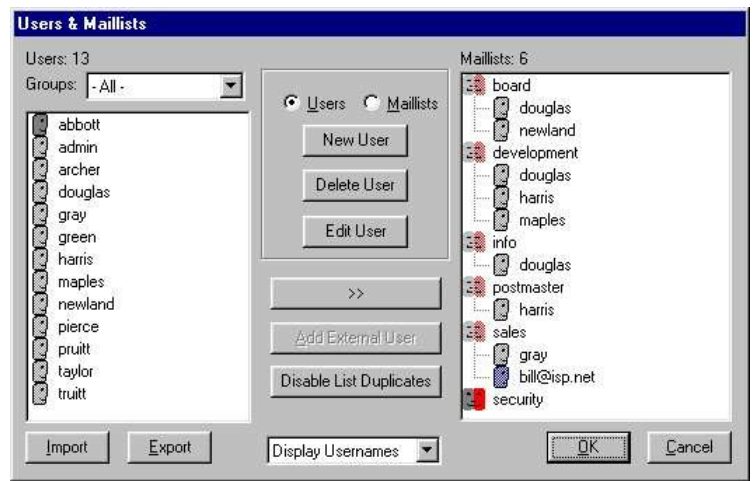 Users & Maillists
Users: 13
Groups: - All -
abbott
admin
archer
douglas
gray
green
harris
maples
newland
pierce
pruitt
taylor
truitt
Import
Export
Users
Maillists
New User
Delete User
Edit User
>>
Add External User
Disable List Duplicates
Display Usernames
Maillists: 6
board
douglas
newland
development
douglas
harris
maples
info
douglas
postmaster
harris
sales
gray
bill@isp.net
security
OK
Cancel